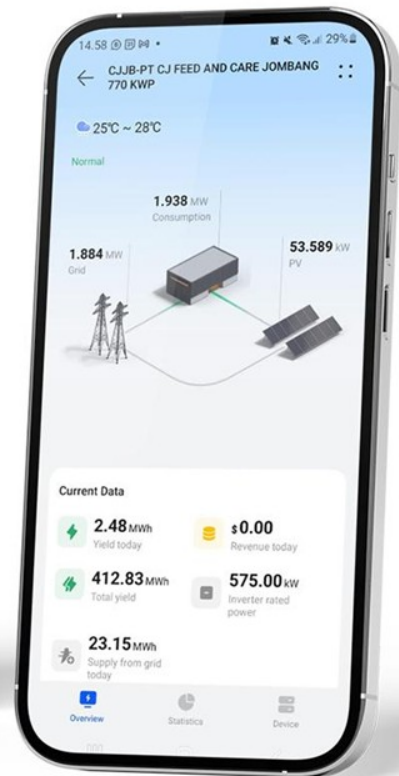 14.58
29%
CJJB-PT CJ FEED AND CARE JOMBANG
770 KWP
25℃ ~ 28℃
Normal
1.938 MW
Consumption
1.884 MW
Grid
53.589 kW
PV
Current Data
2.48 MWh
Yield today
$0.00
Revenue today
412.83 MWh
Total yield
575.00 kW
Inverter rated
power
23.15 MWh
Supply from grid
today
Overview
Statistics
Device